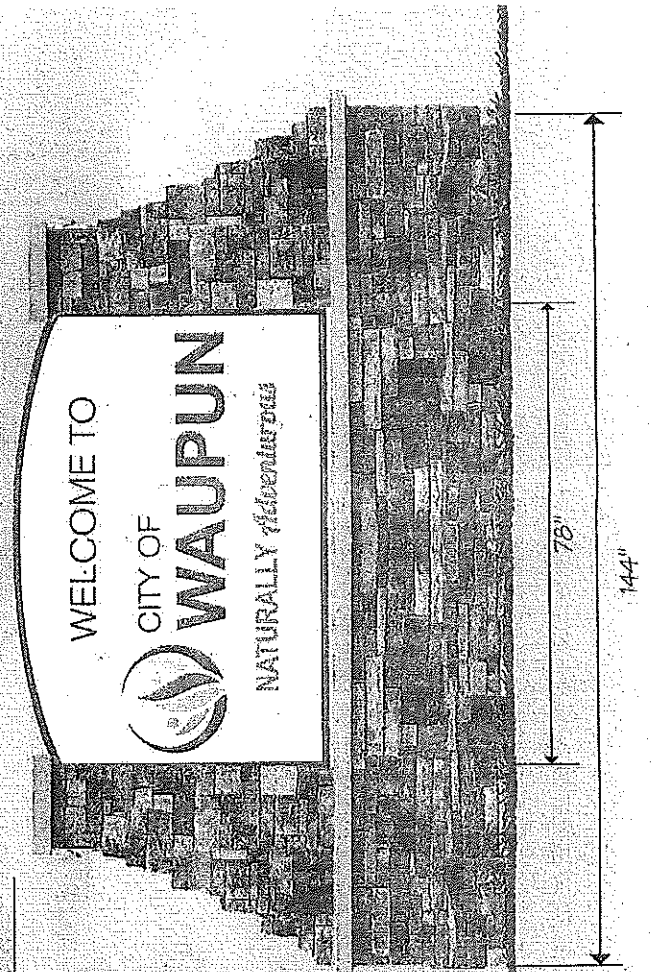 WELCOME TO
CITY OF
WAUPUN
NATURALLY Adventurous
78"
144"